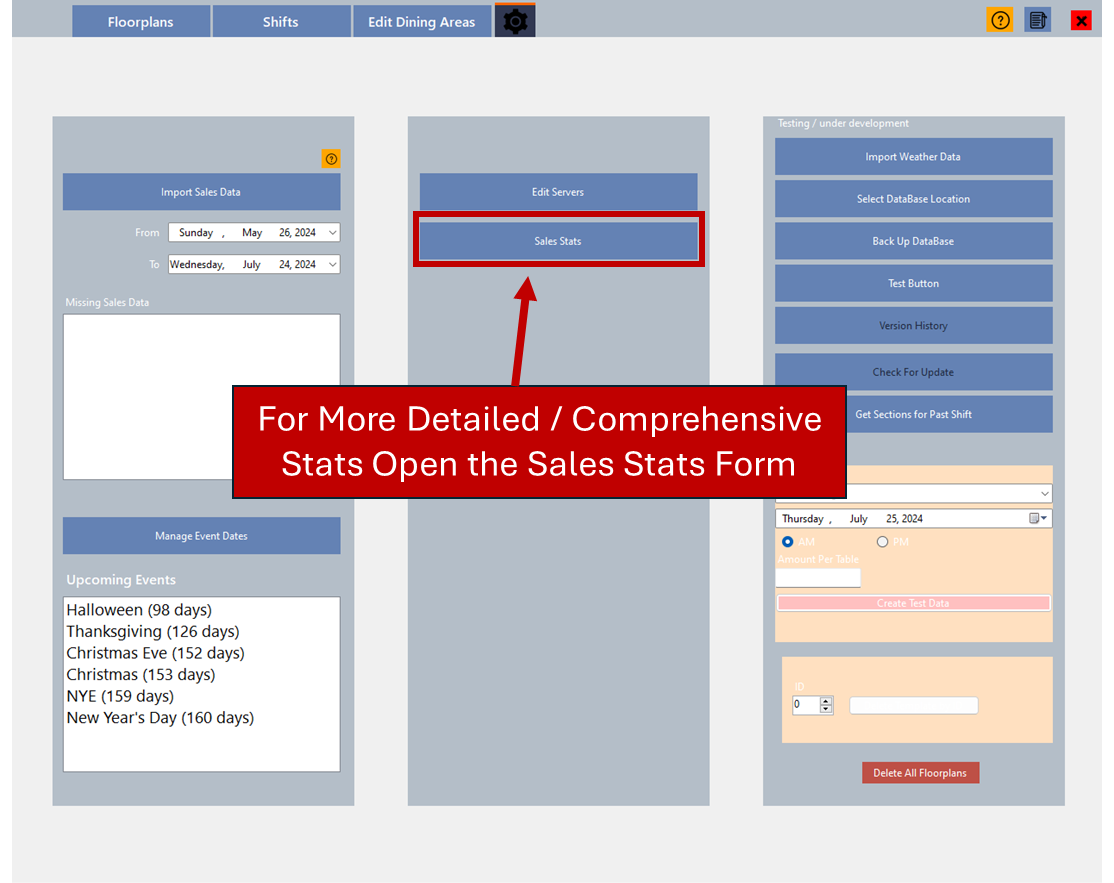 Floorplans
Shifts
Edit Dining Areas
Import Sales Data
From Sunday , May 26, 2024
To Wednesday, July 24, 2024
Missing Sales Data
Manage Event Dates
Upcoming Events
Halloween (98 days)
Thanksgiving (126 days)
Christmas Eve (152 days)
Christmas (153 days)
NYE (159 days)
New Year's Day (160 days)
Edit Servers
Sales Stats
For More Detailed / Comprehensive
Stats Open the Sales Stats Form
Testing / under development
Import Weather Data
Select DataBase Location
Back Up DataBase
Test Button
Version History
Check For Update
Get Sections for Past Shift
Thursday , July 25, 2024
AM PM
Amount Per Table
Create Test Data
ID
0
Delete All Floorplans